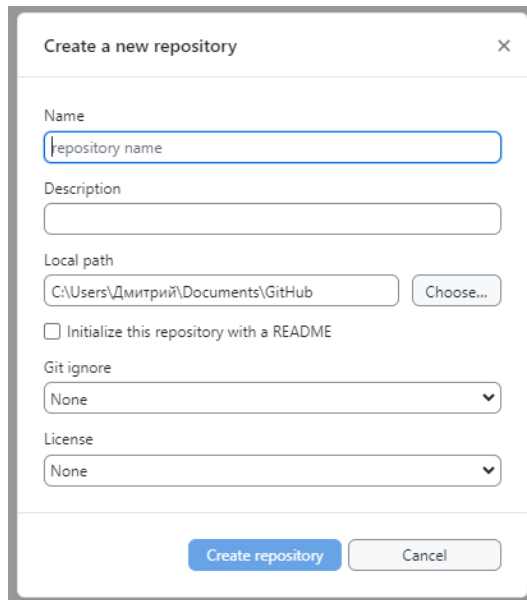 Create a new repository
Name
repository name
Description
Local path
C:\Users\Дмитрий\Documents\GitHub
Choose...
Initialize this repository with a README
Git ignore
None
License
None
Create repository
Cancel